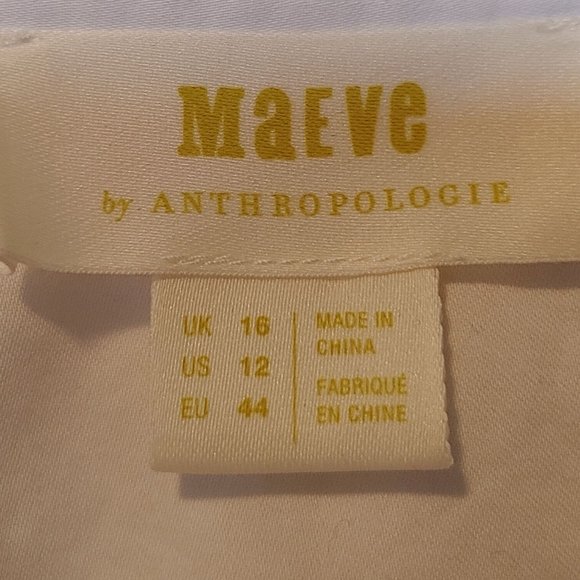 MaEVe
by ANTHROPOLOGIE
UK 16
US 12
EU 44
MADE IN
CHINA
FABRIQUÉ
EN CHINE